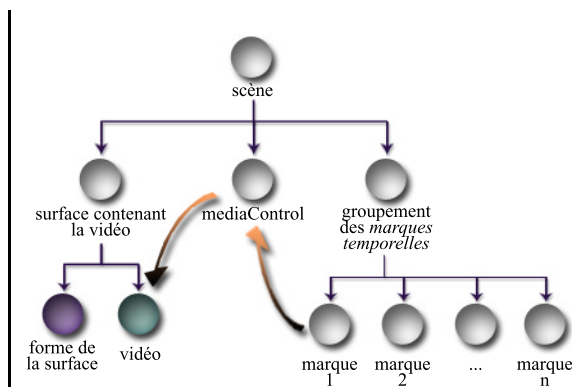 scène
surface contenant
la vidéo
mediaControl
groupement
des marques
temporelles
forme de
la surface
vidéo
marque
1
marque
2
...
marque
n